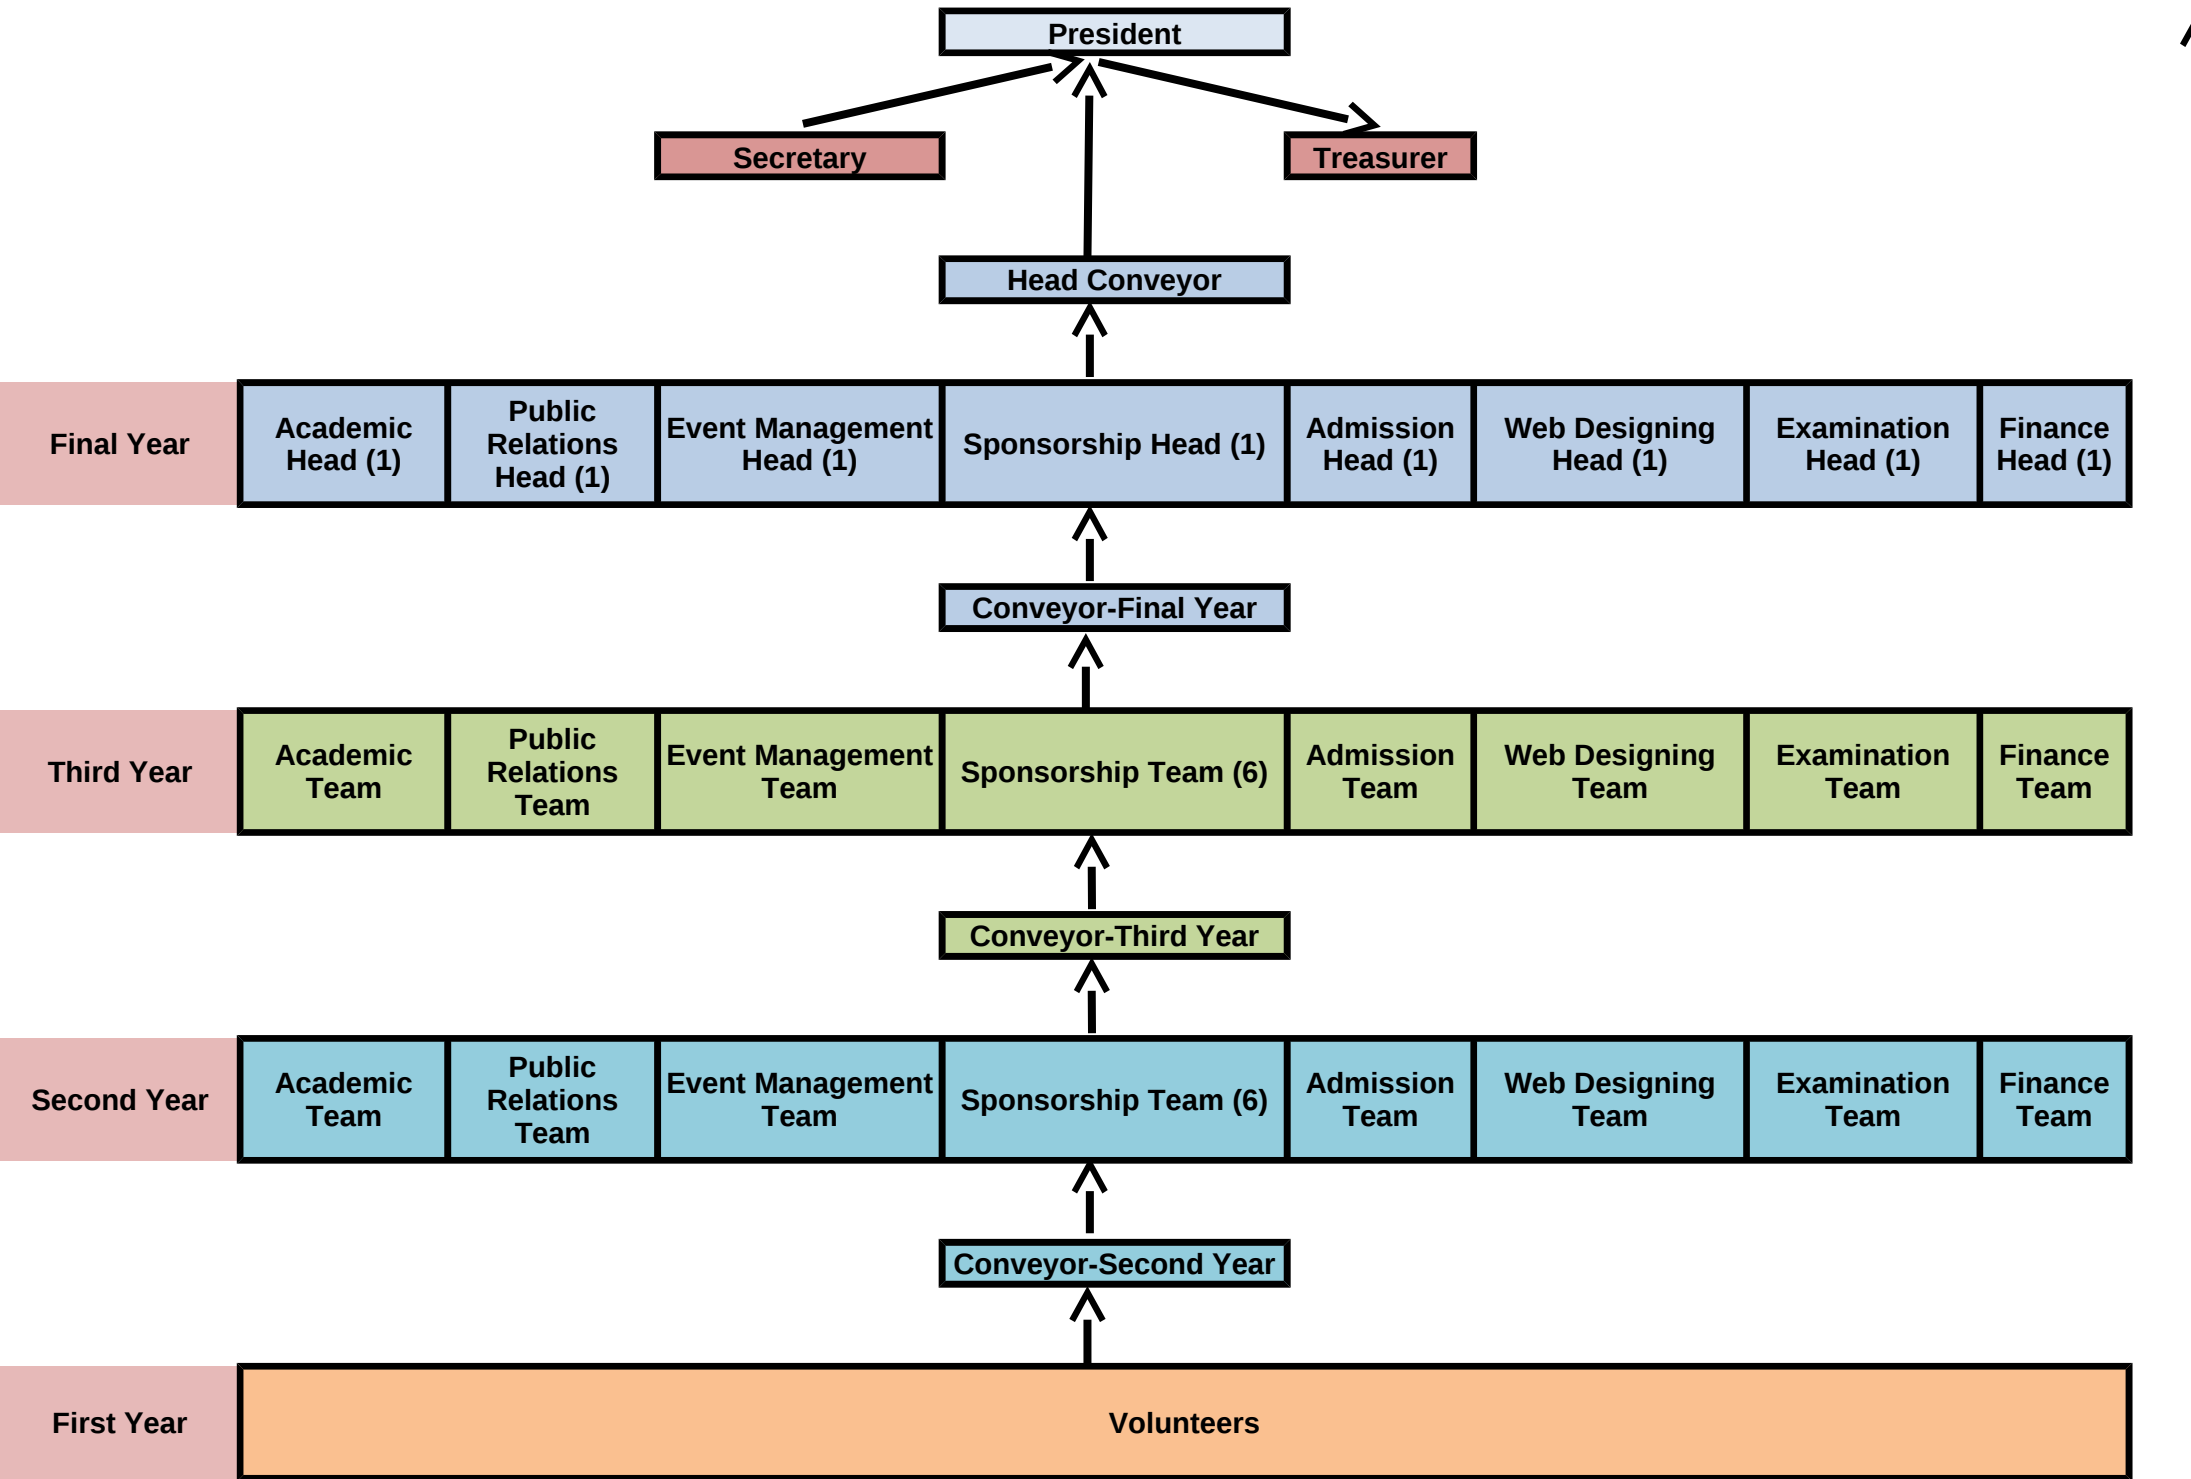 President
Secretary
Treasurer
Head Conveyor
Final Year
Academic
Head (1)
Public
Relations
Head (1)
Event Management
Head (1)
Sponsorship Head (1)
Admission
Head (1)
Web Designing
Head (1)
Examination
Head (1)
Finance
Head (1)
Conveyor-Final Year
Third Year
Academic
Team
Public
Relations
Team
Event Management
Team
Sponsorship Team (6)
Admission
Team
Web Designing
Team
Examination
Team
Finance
Team
Conveyor-Third Year
Second Year
Academic
Team
Public
Relations
Team
Event Management
Team
Sponsorship Team (6)
Admission
Team
Web Designing
Team
Examination
Team
Finance
Team
Conveyor-Second Year
First Year
Volunteers